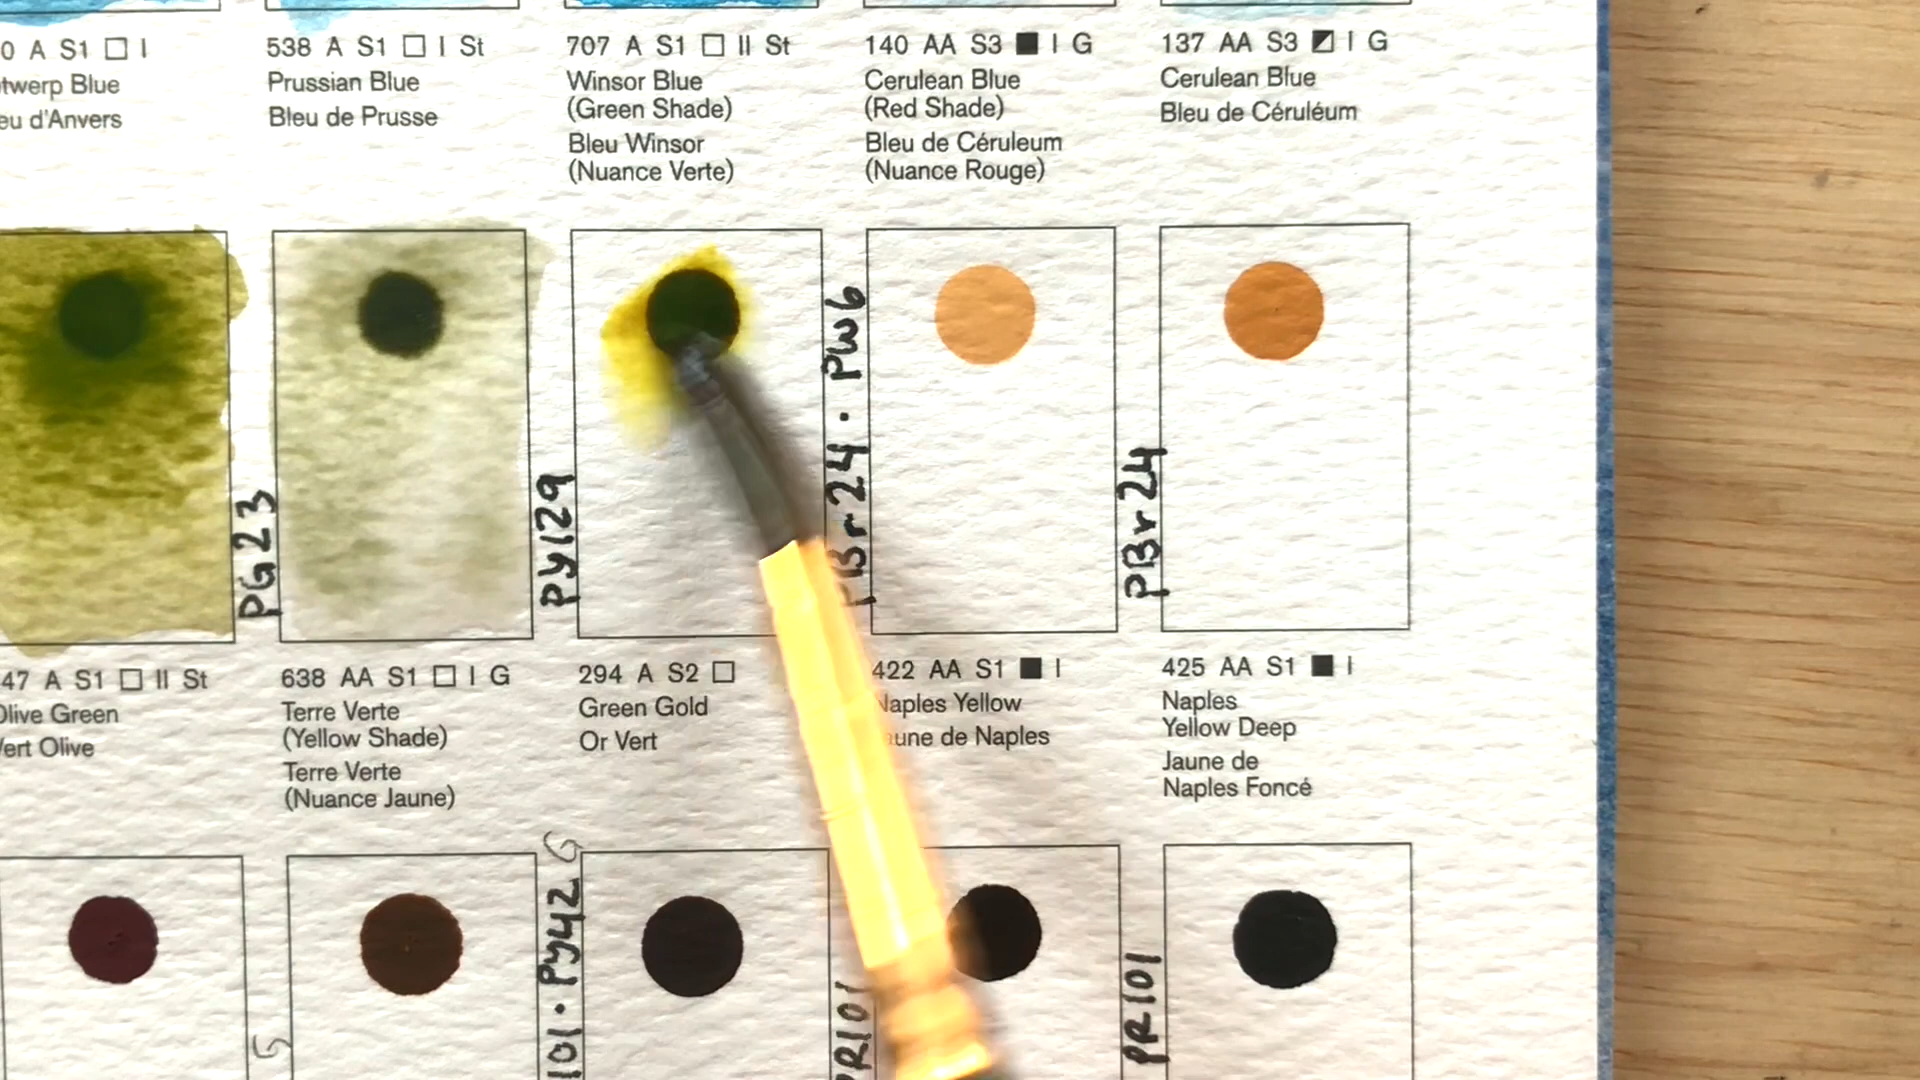 0 A S1 I
538 A S1 I St
707 A S1 II St
140 AA S3 I G
137 AA S3 I G
twerp Blue
eu d'Anvers
Prussian Blue
Bleu de Prusse
Winsor Blue
(Green Shade)
Bleu Winsor
(Nuance Verte)
Cerulean Blue
(Red Shade)
Bleu de Céruleum
(Nuance Rouge)
Cerulean Blue
Bleu de Céruléum
PG23
PY129
PBr24 · PW6
PBr24
47 A S1 II St
Olive Green
Vert Olive
638 AA S1 I G
Terre Verte
(Yellow Shade)
Terre Verte
(Nuance Jaune)
294 A S2
Green Gold
Or Vert
422 AA S1 I
Naples Yellow
aune de Naples
425 AA S1 I
Naples
Yellow Deep
Jaune de
Naples Foncé
G
101 · PY42 G
PR101
PR101